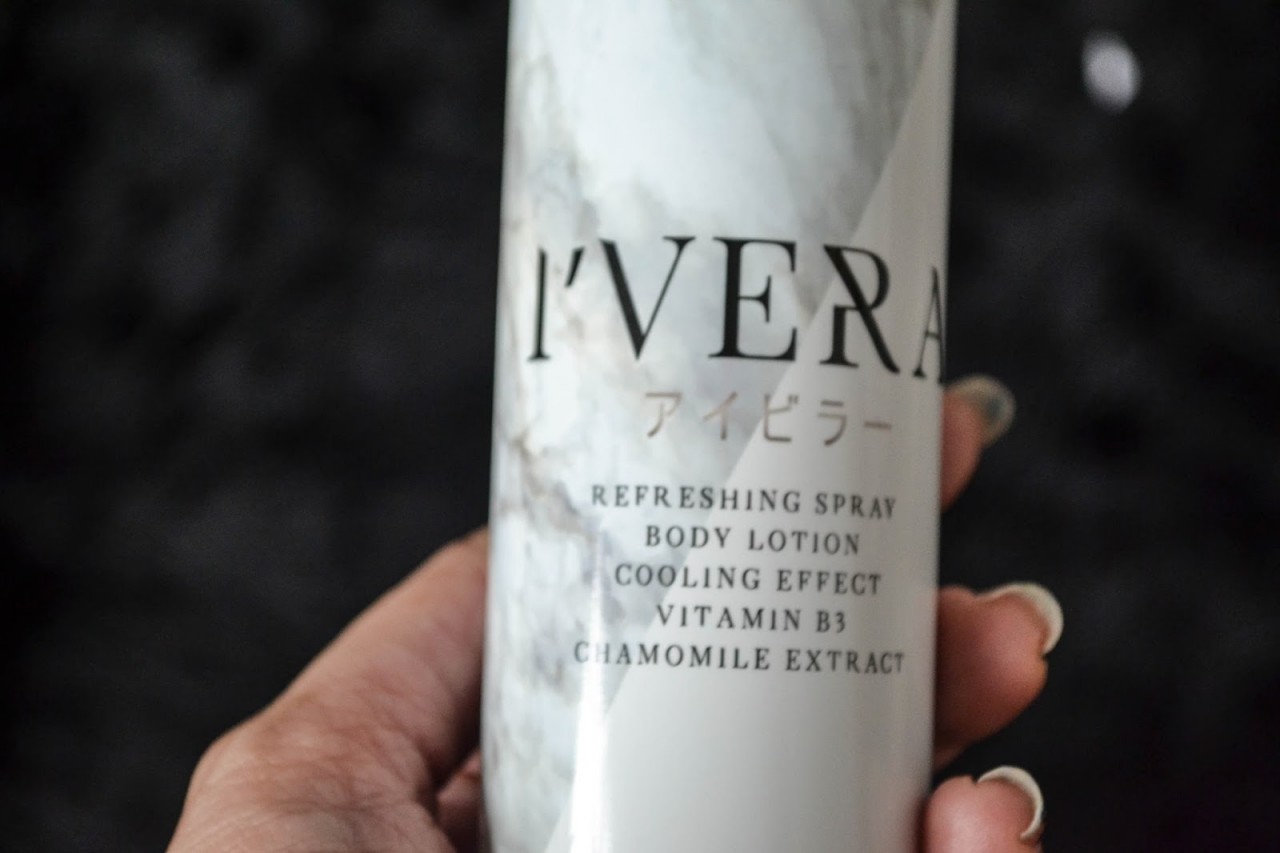 I'VERA
アイビラー
REFRESHING SPRAY
BODY LOTION
COOLING EFFECT
VITAMIN B3
CHAMOMILE EXTRACT